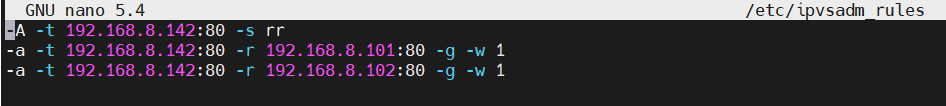 GNU nano 5.4 /etc/ipvsadm_rules
-A -t 192.168.8.142:80 -s rr
-a -t 192.168.8.142:80 -r 192.168.8.101:80 -g -w 1
-a -t 192.168.8.142:80 -r 192.168.8.102:80 -g -w 1